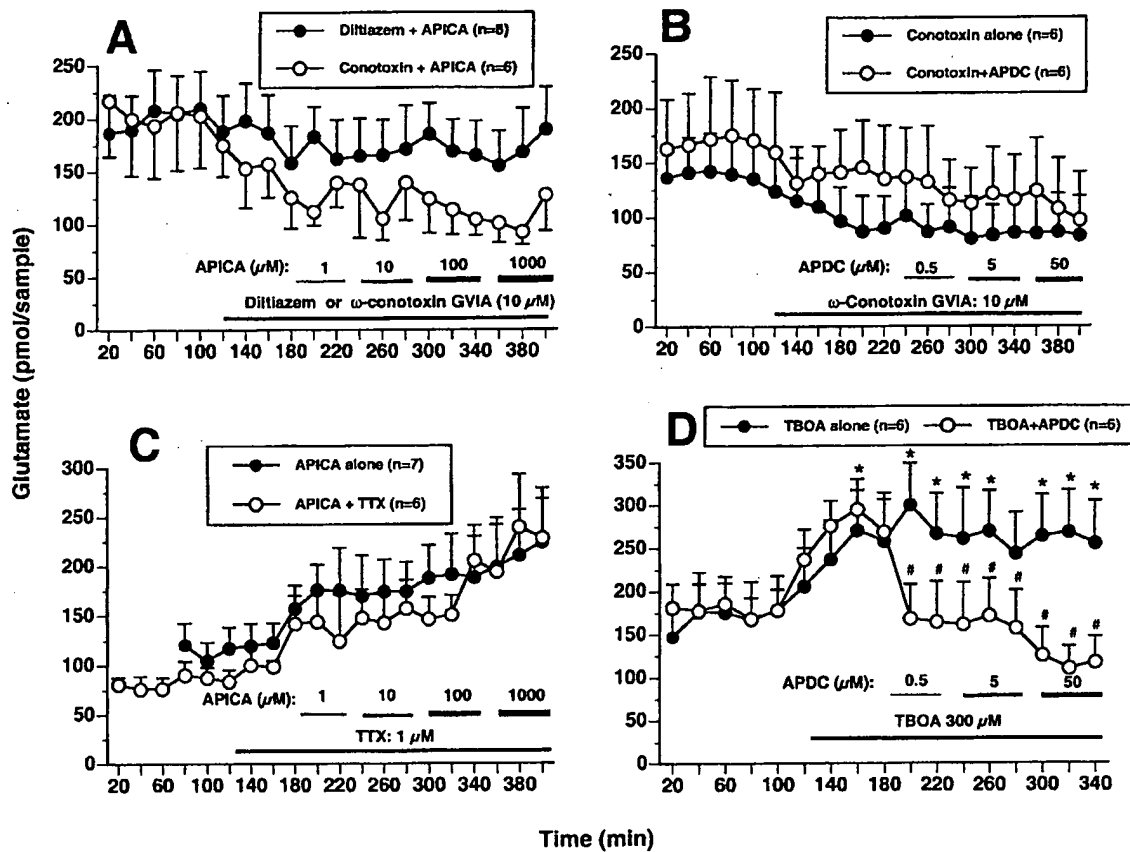 A
Diltiazem + APICA (n=5)
Conotoxin + APICA (n=6)
250
200
150
100
50
0
APICA (µM): 1 10 100 1000
Diltiazem or ω-conotoxin GVIA (10 µM)
20 60 100 140 180 220 260 300 340 380
B
Conotoxin alone (n=6)
Conotoxin+APDC (n=6)
250
200
150
100
50
0
APDC (µM): 0.5 5 50
ω-Conotoxin GVIA: 10 µM
20 60 100 140 180 220 260 300 340 380
Glutamate (pmol/sample)
C
APICA alone (n=7)
APICA + TTX (n=6)
300
250
200
150
100
50
0
APICA (µM): 1 10 100 1000
TTX: 1 µM
20 60 100 140 180 220 260 300 340 380
D
TBOA alone (n=6) TBOA+APDC (n=6)
350
300
250
200
150
100
50
0
* * * * * * * *
# # # # # # #
APDC (µM): 0.5 5 50
TBOA 300 µM
20 60 100 140 180 220 260 300 340
Time (min)